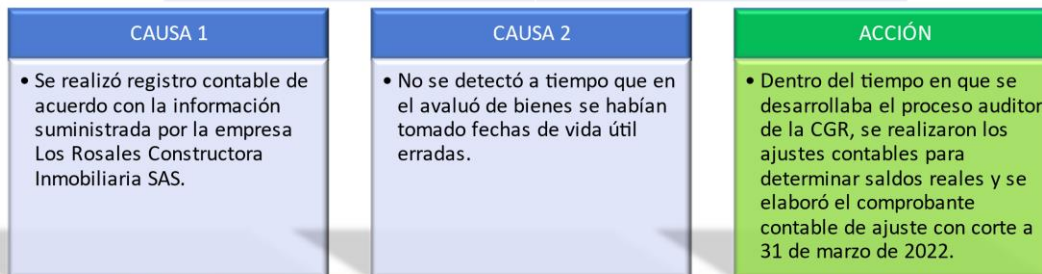 CAUSA 1
• Se realizó registro contable de
acuerdo con la información
suministrada por la empresa
Los Rosales Constructora
Inmobiliaria SAS.
CAUSA 2
• No se detectó a tiempo que en
el avaluó de bienes se habían
tomado fechas de vida útil
erradas.
ACCIÓN
• Dentro del tiempo en que se
desarrollaba el proceso auditor
de la CGR, se realizaron los
ajustes contables para
determinar saldos reales y se
elaboró el comprobante
contable de ajuste con corte a
31 de marzo de 2022.